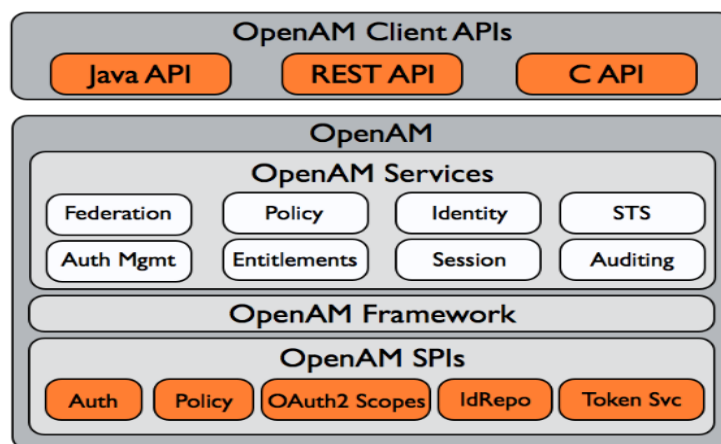 OpenAM Client APIs
Java API REST API C API
OpenAM
OpenAM Services
Federation Policy Identity STS
Auth Mgmt Entitlements Session Auditing
OpenAM Framework
OpenAM SPIs
Auth Policy OAuth2 Scopes IdRepo Token Svc